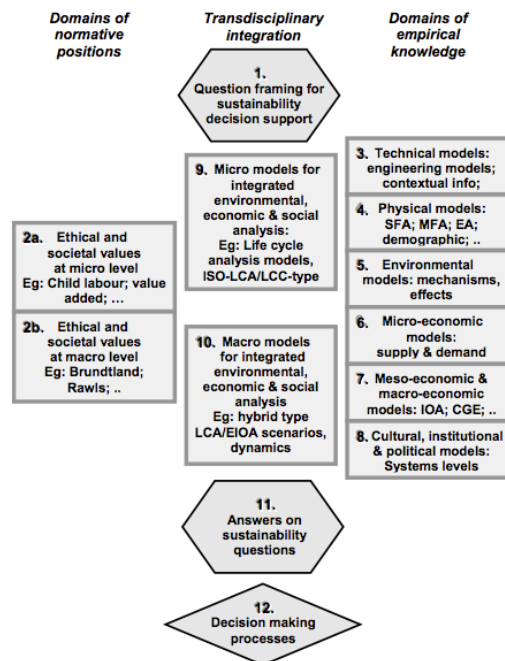 Domains of
normative
positions
Transdisciplinary
integration
Domains of
empirical
knowledge
1.
Question framing for
sustainability
decision support
2a. Ethical and
societal values
at micro level
Eg: Child labour; value
added; ...
2b. Ethical and
societal values
at macro level
Eg: Brundtland;
Rawls; ..
9. Micro models for
integrated
environmental,
economic & social
analysis:
Eg: Life cycle
analysis models,
ISO-LCA/LCC-type
10. Macro models
for integrated
environmental,
economic & social
analysis
Eg: hybrid type
LCA/EIOA scenarios,
dynamics
3. Technical models:
engineering models;
contextual info;
4. Physical models:
SFA; MFA; EA;
demographic; ..
5. Environmental
models: mechanisms,
effects
6. Micro-economic
models:
supply & demand
7. Meso-economic &
macro-economic
models: IOA; CGE; ..
8. Cultural, institutional
& political models:
Systems levels
11.
Answers on
sustainability
questions
12.
Decision making
processes